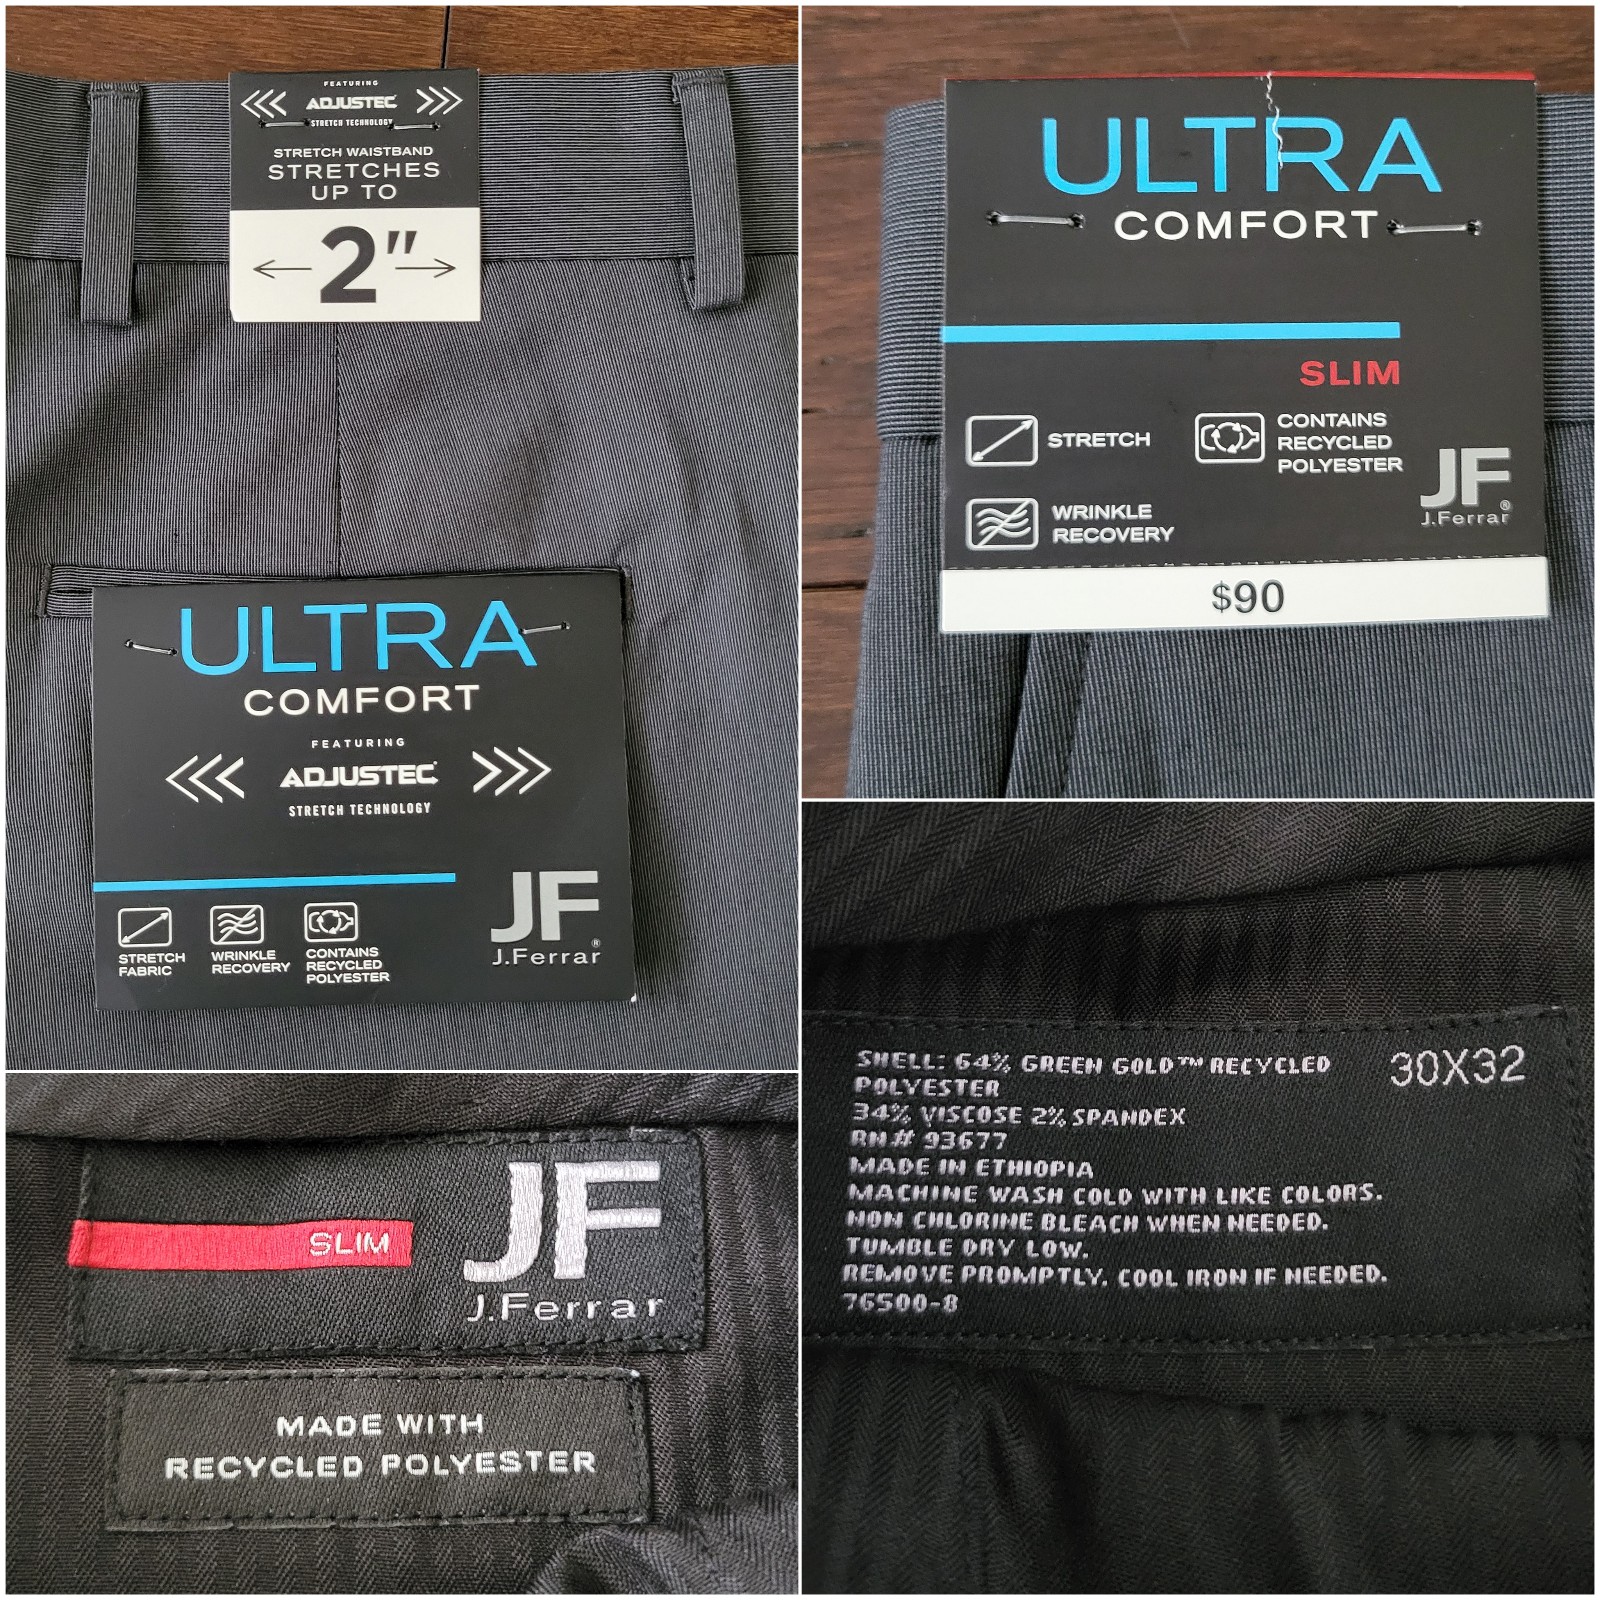 FEATURING
ADJUSTEC
STRETCH TECHNOLOGY
STRETCH WAISTBAND
STRETCHES
UP TO
2"
ULTRA
COMFORT
FEATURING
ADJUSTEC
STRETCH TECHNOLOGY
STRETCH
FABRIC
WRINKLE
RECOVERY
CONTAINS
RECYCLED
POLYESTER
JF
J.Ferrar®
ULTRA
COMFORT
SLIM
STRETCH
CONTAINS
RECYCLED
POLYESTER
WRINKLE
RECOVERY
JF
J.Ferrar®
$90
SLIM
JF
J.Ferrar
MADE WITH
RECYCLED POLYESTER
SHELL: 64% GREEN GOLD™ RECYCLED
POLYESTER
34% VISCOSE 2% SPANDEX
RN# 93677
MADE IN ETHIOPIA
MACHINE WASH COLD WITH LIKE COLORS.
NON CHLORINE BLEACH WHEN NEEDED.
TUMBLE DRY LOW.
REMOVE PROMPTLY. COOL IRON IF NEEDED.
76500-8
30X32